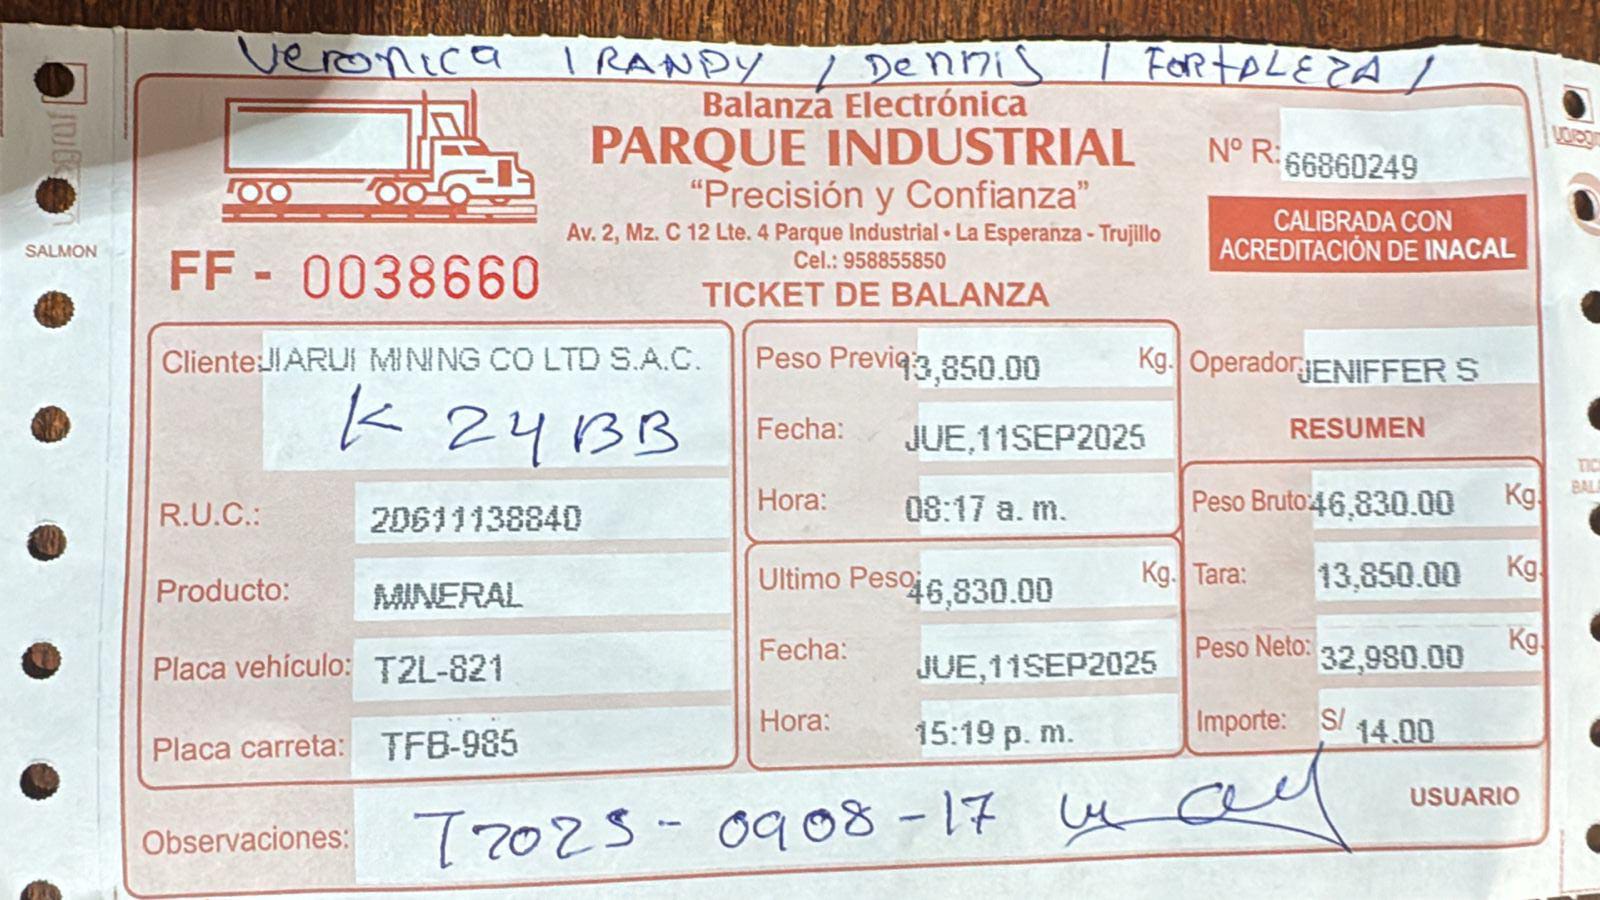 Veronica / RANDY / Dennis / FORTALEZA /
Balanza Electrónica
PARQUE INDUSTRIAL
“Precisión y Confianza”
Av. 2, Mz. C 12 Lte. 4 Parque Industrial • La Esperanza - Trujillo
Cel.: 958855850
TICKET DE BALANZA
Nº R: 66860249
CALIBRADA CON
ACREDITACIÓN DE INACAL
SALMON
FF - 0038660
Cliente: JIARUI MINING CO LTD S.A.C.
K 24 BB
R.U.C.: 20611138840
Producto: MINERAL
Placa vehículo: T2L-821
Placa carreta: TFB-985
Peso Previo: 13,850.00 Kg.
Fecha: JUE,11SEP2025
Hora: 08:17 a. m.
Ultimo Peso: 46,830.00 Kg.
Fecha: JUE,11SEP2025
Hora: 15:19 p. m.
Operador: JENIFFER S
RESUMEN
Peso Bruto: 46,830.00 Kg.
Tara: 13,850.00 Kg.
Peso Neto: 32,980.00 Kg.
Importe: S/ 14.00
USUARIO
Observaciones: T2025-0908-17